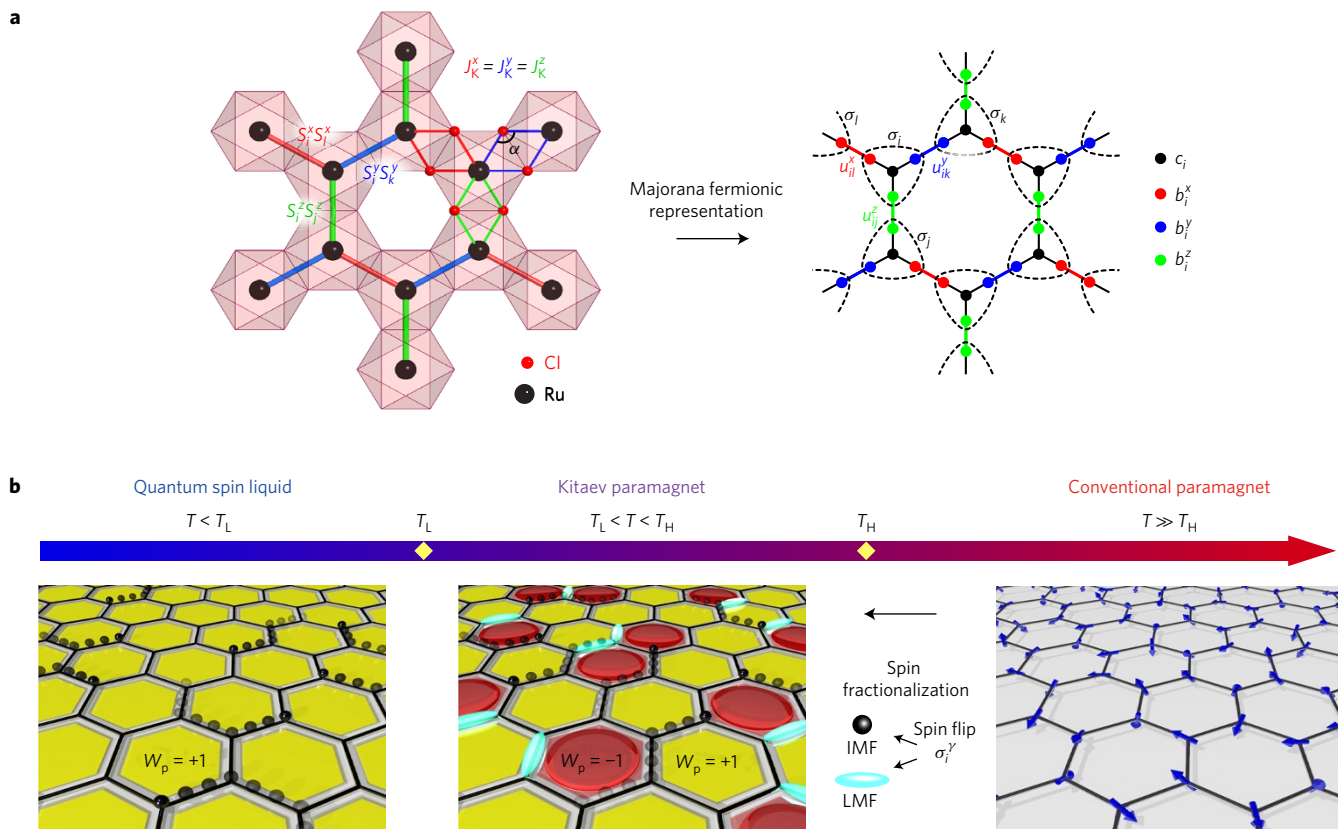 a
J_K^x = J_K^y = J_K^z
S_i^x S_l^x
S_i^y S_k^y
α
S_i^z S_j^z
Cl
Ru
Majorana fermionic
representation
σ_l
σ_i
σ_k
u_il^x
u_ik^y
u_ij^z
σ_j
c_i
b_i^x
b_i^y
b_i^z
b
Quantum spin liquid
Kitaev paramagnet
Conventional paramagnet
T < T_L
T_L
T_L < T < T_H
T_H
T ≫ T_H
Spin
fractionalization
Spin flip
σ_i^γ
IMF
LMF
W_p = +1
W_p = −1
W_p = +1